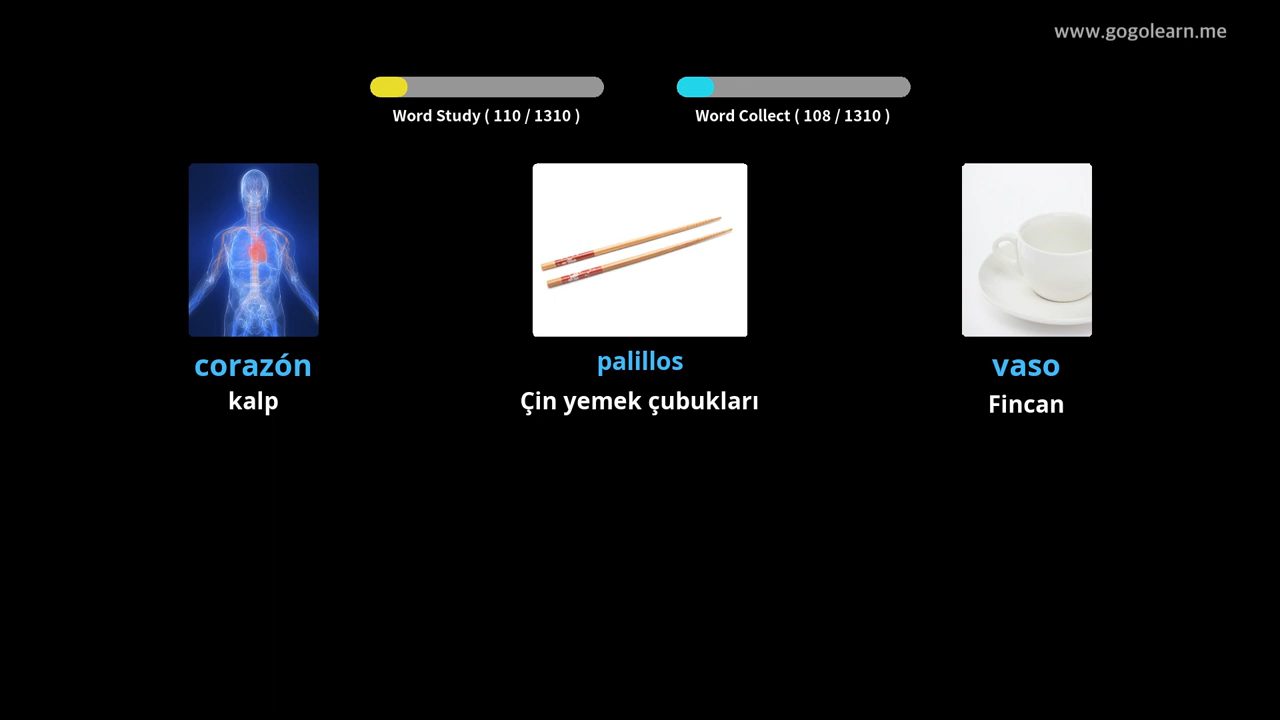 www.gogolearn.me
Word Study ( 110 / 1310 )
Word Collect ( 108 / 1310 )
corazón
kalp
palillos
Çin yemek çubukları
vaso
Fincan